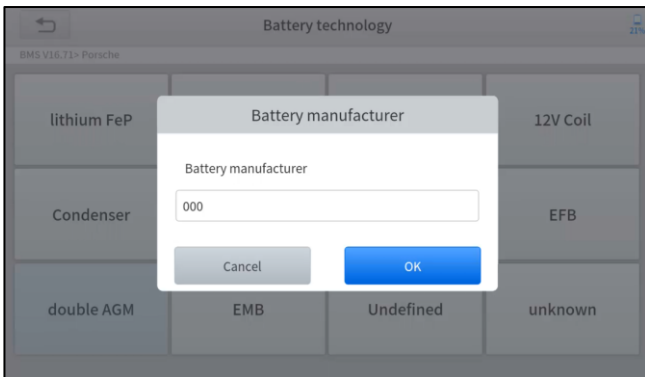 Battery technology
21%
BMS V16.71> Porsche
lithium FeP
12V Coil
Battery manufacturer
Battery manufacturer
000
Condenser
EFB
Cancel
OK
double AGM
EMB
Undefined
unknown